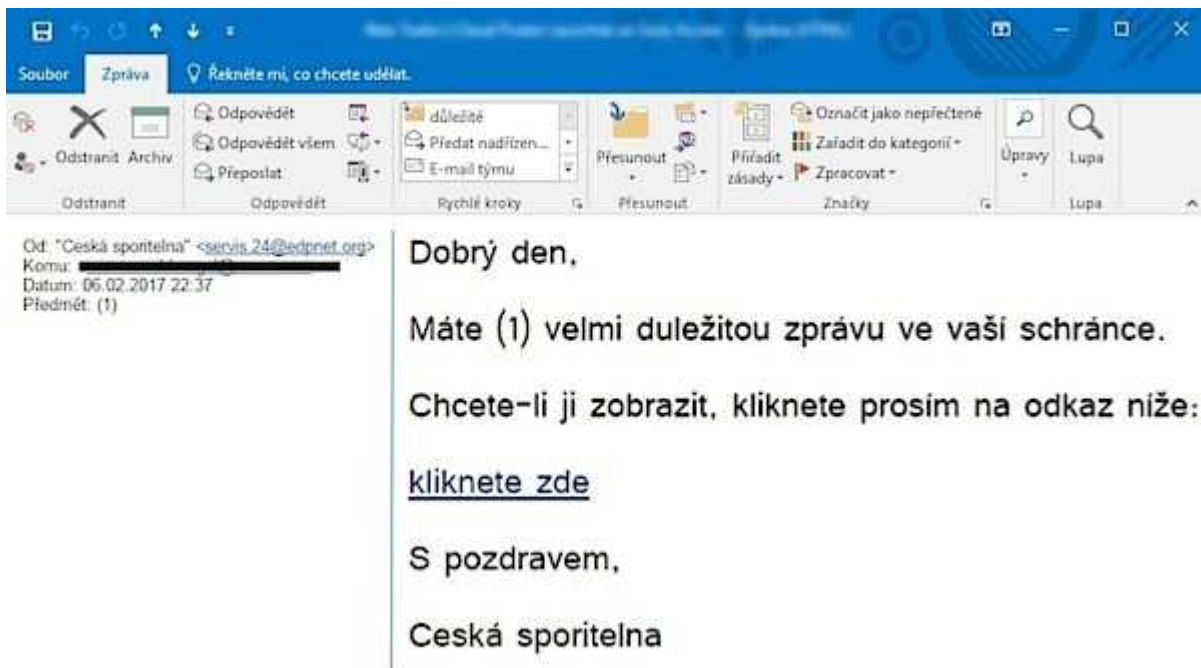 Soubor
Zpráva
Řekněte mi, co chcete udělat.
Odstranit
Archiv
Odstranit
Odpovědět
Odpovědět všem
Přeposlat
Odpovědět
důležité
Předat nadřízen...
E-mail týmu
Rychlé kroky
Přesunout
Přesunout
Přiřadit
zásady
Označit jako nepřečtené
Zařadit do kategorií
Zpracovat
Značky
Úpravy
Lupa
Lupa
Od: "Ceská sporitelna" <servis.24@edpnet.org>
Komu:
Datum: 06.02.2017 22:37
Předmět: (1)
Dobrý den,
Máte (1) velmi duležitou zprávu ve vaší schránce.
Chcete-li ji zobrazit, kliknete prosím na odkaz níže:
kliknete zde
S pozdravem,
Ceská sporitelna